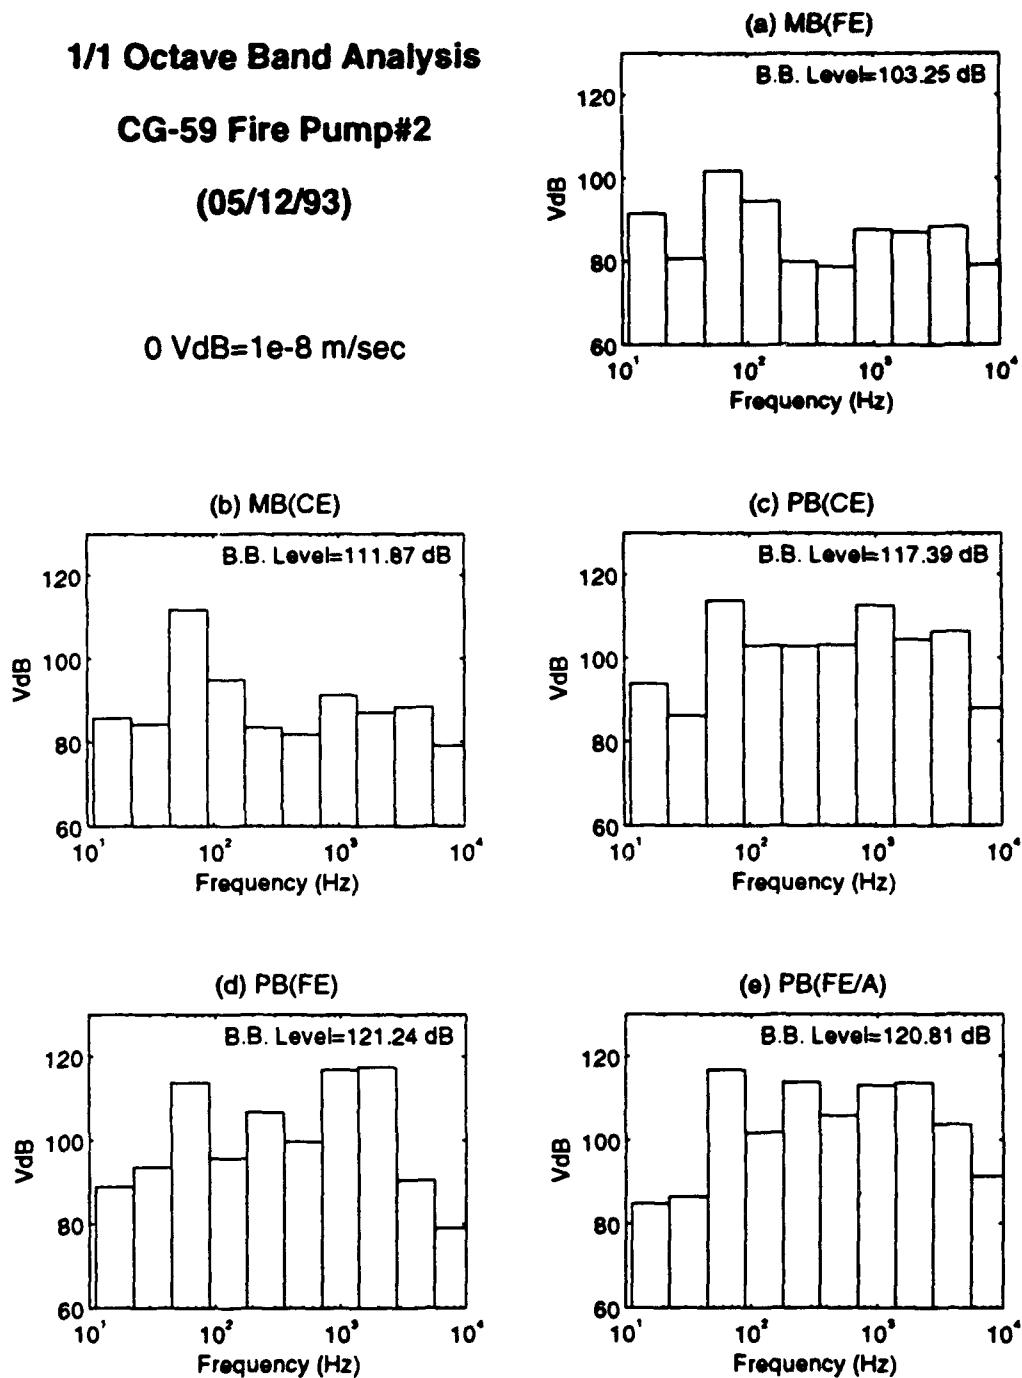 1/1 Octave Band Analysis
CG-59 Fire Pump#2
(05/12/93)
0 VdB=1e-8 m/sec
(a) MB(FE)
B.B. Level=103.25 dB
120
100
80
60
VdB
10¹ 10² 10³ 10⁴
Frequency (Hz)
(b) MB(CE)
B.B. Level=111.87 dB
120
100
80
60
VdB
10¹ 10² 10³ 10⁴
Frequency (Hz)
(c) PB(CE)
B.B. Level=117.39 dB
120
100
80
60
VdB
10¹ 10² 10³ 10⁴
Frequency (Hz)
(d) PB(FE)
B.B. Level=121.24 dB
120
100
80
60
VdB
10¹ 10² 10³ 10⁴
Frequency (Hz)
(e) PB(FE/A)
B.B. Level=120.81 dB
120
100
80
60
VdB
10¹ 10² 10³ 10⁴
Frequency (Hz)